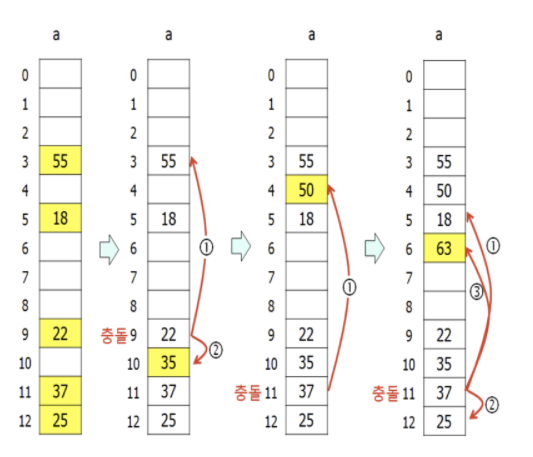 a a a a
0 0 0 0
1 1 1 1
2 2 2 2
3 55 3 55 3 55 3 55
4 4 4 50 4 50
5 18 5 18 5 18 5 18 ①
6 6 ① 6 6 63
7 7 ① 7 7 ③
8 8 8 8
9 22 충돌 9 22 9 22 9 22
10 10 35 ② 10 35 10 35
11 37 11 37 충돌 11 37 충돌 11 37
12 25 12 25 12 25 12 25 ②